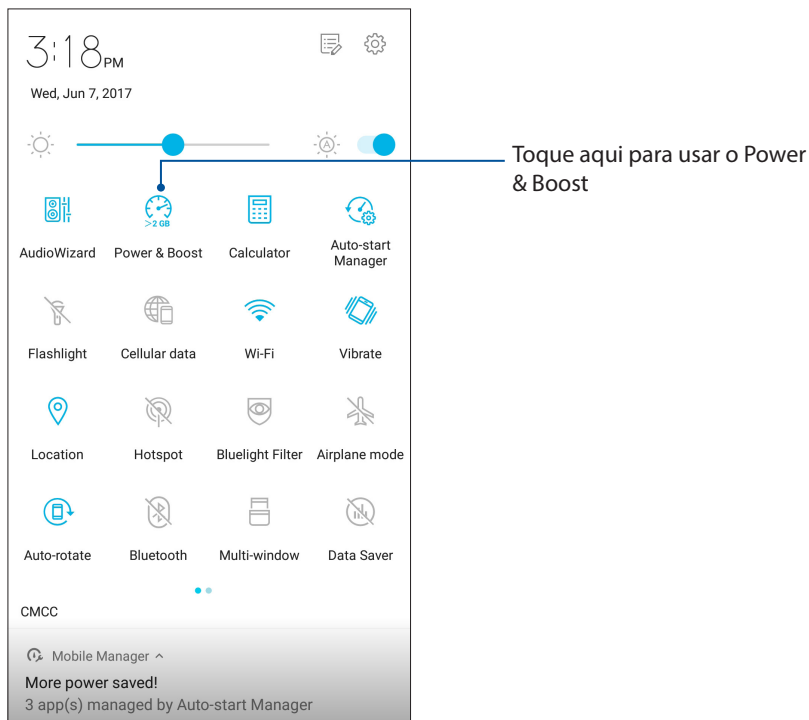 3:18 PM
Wed, Jun 7, 2017
A
Toque aqui para usar o Power
& Boost
>2 GB
AudioWizard
Power & Boost
Calculator
Auto-start
Manager
Flashlight
Cellular data
Wi-Fi
Vibrate
Location
Hotspot
Bluelight Filter
Airplane mode
Auto-rotate
Bluetooth
Multi-window
Data Saver
CMCC
Mobile Manager
More power saved!
3 app(s) managed by Auto-start Manager